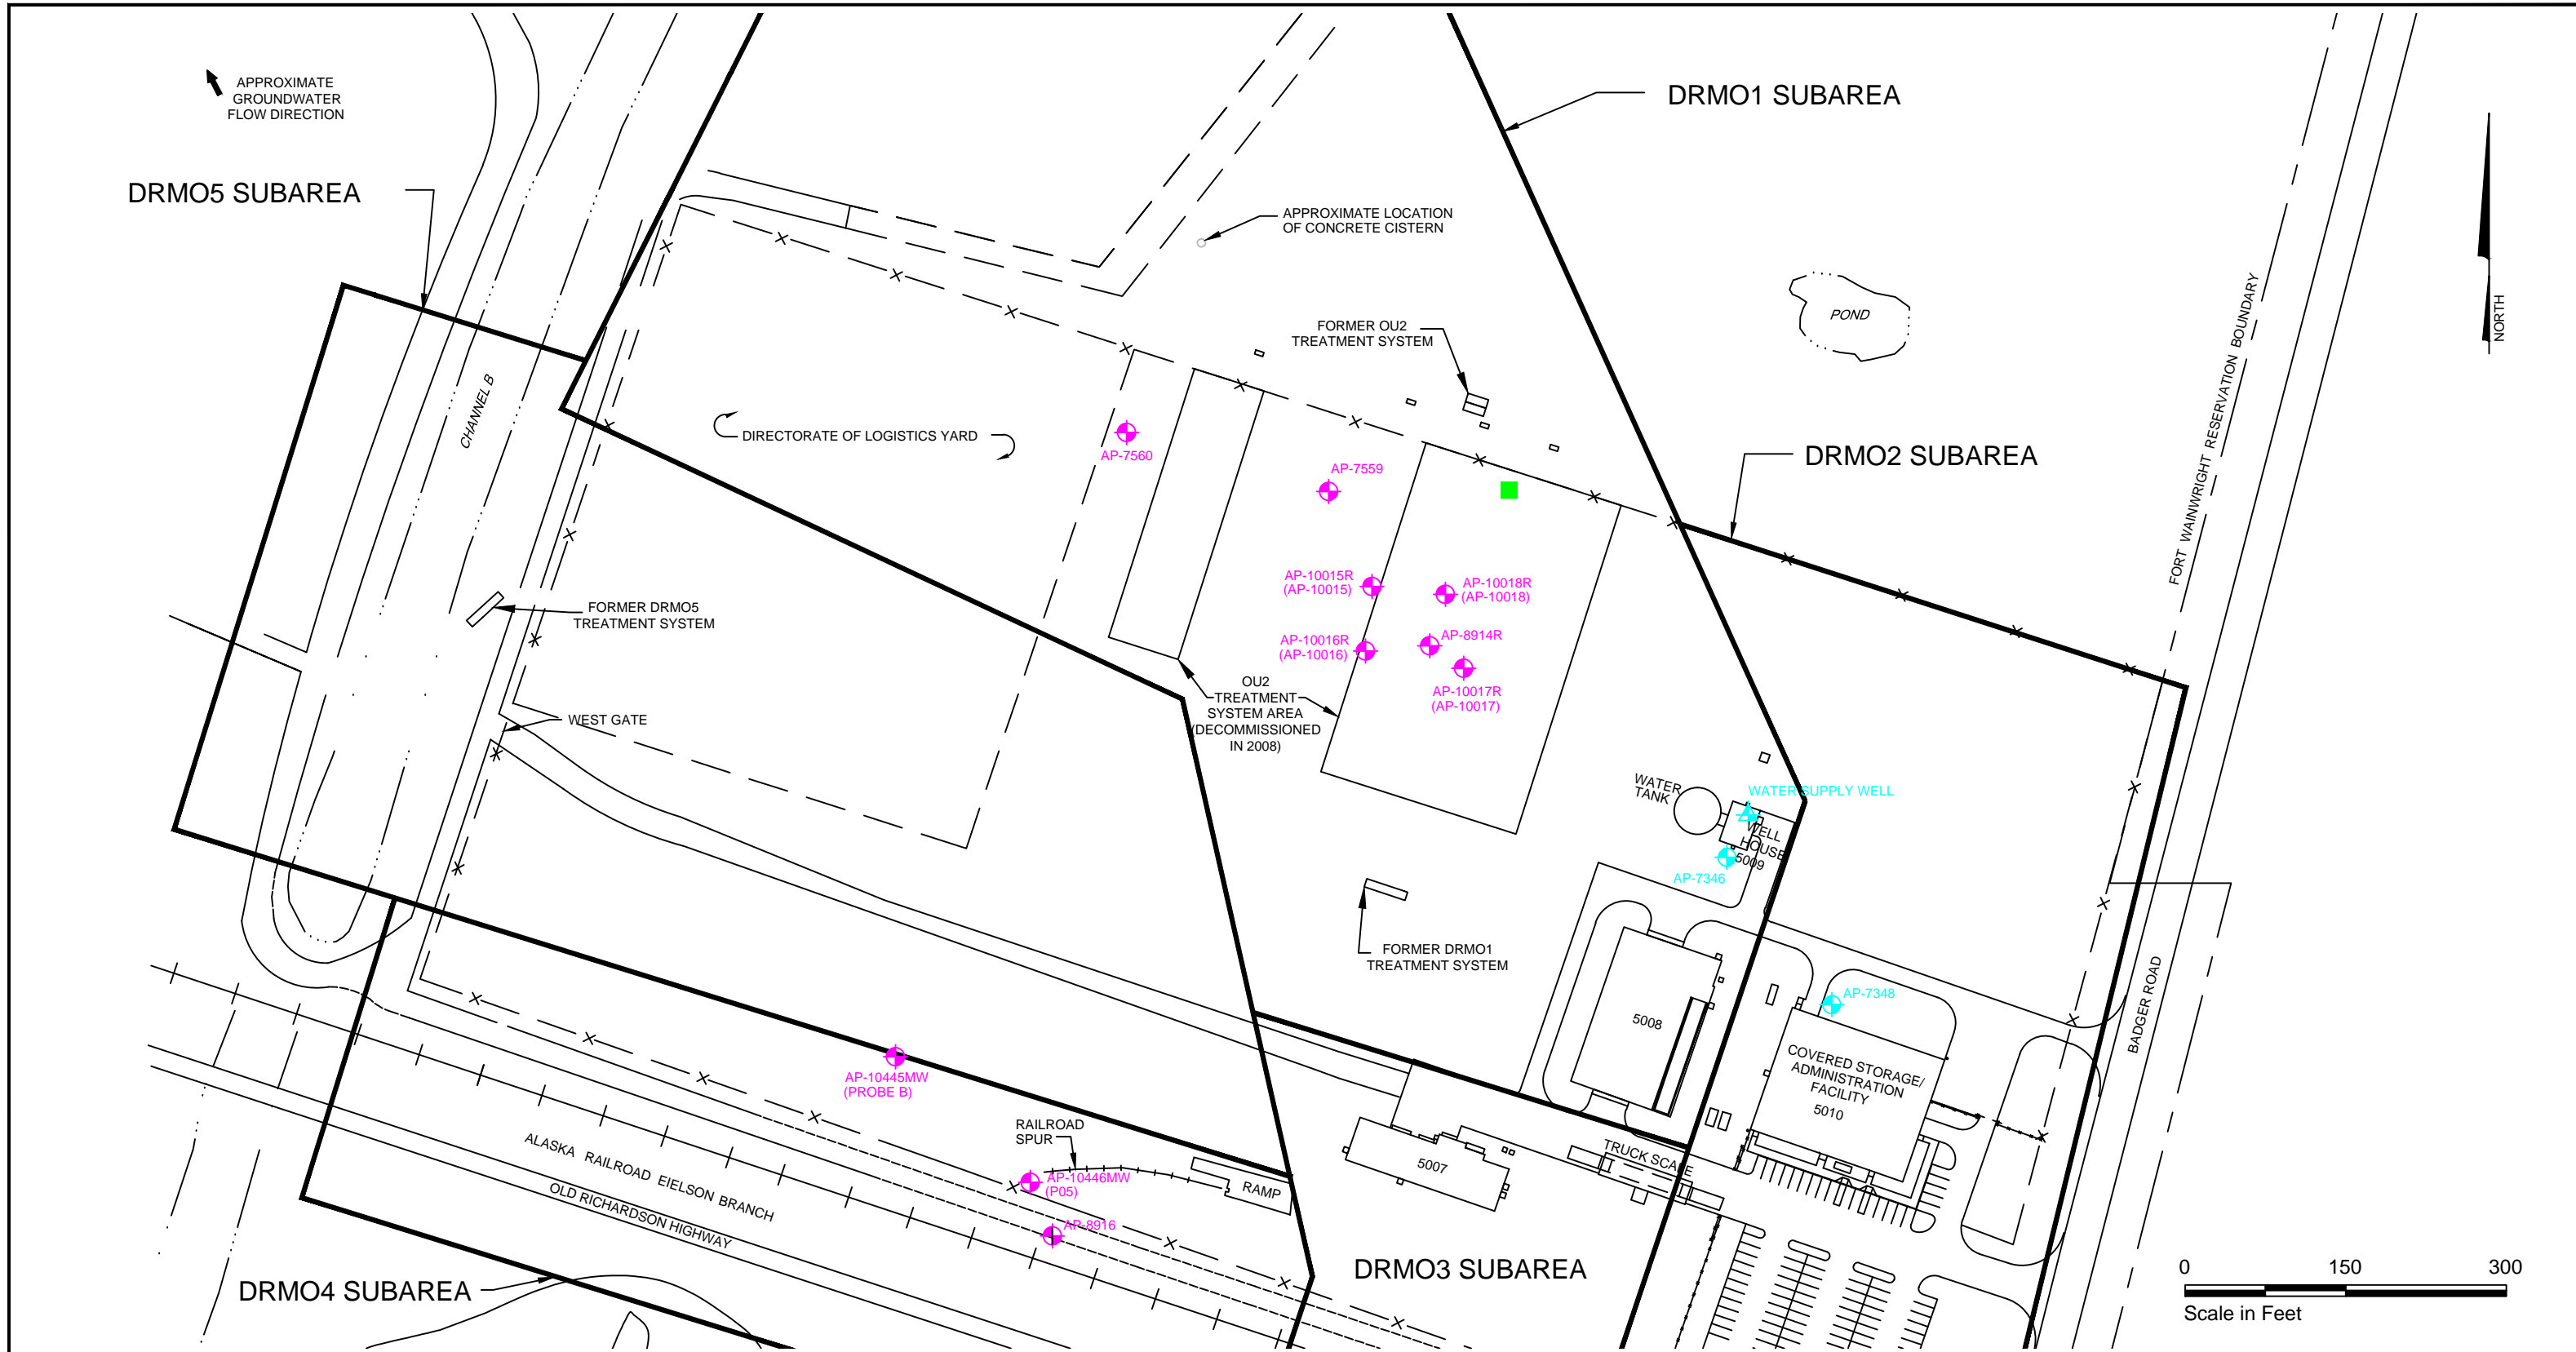 APPROXIMATE
GROUNDWATER
FLOW DIRECTION
DRMO1 SUBAREA
DRMO5 SUBAREA
APPROXIMATE LOCATION
OF CONCRETE CISTERN
NORTH
POND
FORMER OU2
TREATMENT SYSTEM
FORT WAINWRIGHT RESERVATION BOUNDARY
CHANNEL B
DIRECTORATE OF LOGISTICS YARD
AP-7560
AP-7559
DRMO2 SUBAREA
AP-10015R
(AP-10015)
AP-10018R
(AP-10018)
FORMER DRMO5
TREATMENT SYSTEM
AP-10016R
(AP-10016)
AP-8914R
AP-10017R
(AP-10017)
OU2
TREATMENT
SYSTEM AREA
(DECOMMISSIONED
IN 2008)
WEST GATE
WATER
TANK
WATER SUPPLY WELL
WELL
HOUSE
5009
AP-7346
FORMER DRMO1
TREATMENT SYSTEM
AP-7348
BADGER ROAD
5008
COVERED STORAGE/
ADMINISTRATION
FACILITY
5010
AP-10445MW
(PROBE B)
RAILROAD
SPUR
ALASKA RAILROAD EIELSON BRANCH
OLD RICHARDSON HIGHWAY
AP-10446MW
(P05)
RAMP
5007
TRUCK SCALE
AP-8916
DRMO3 SUBAREA
DRMO4 SUBAREA
0 150 300
Scale in Feet